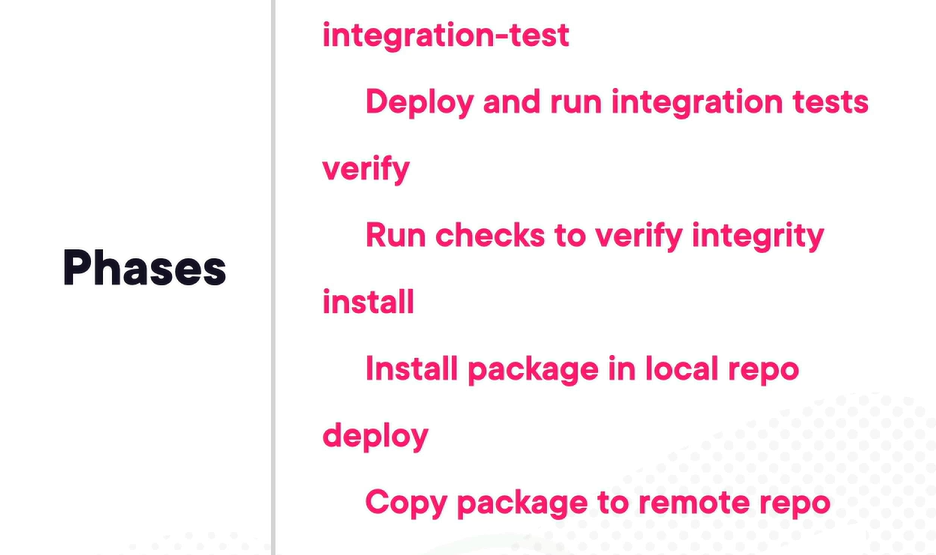 Phases
integration-test
Deploy and run integration tests
verify
Run checks to verify integrity
install
Install package in local repo
deploy
Copy package to remote repo